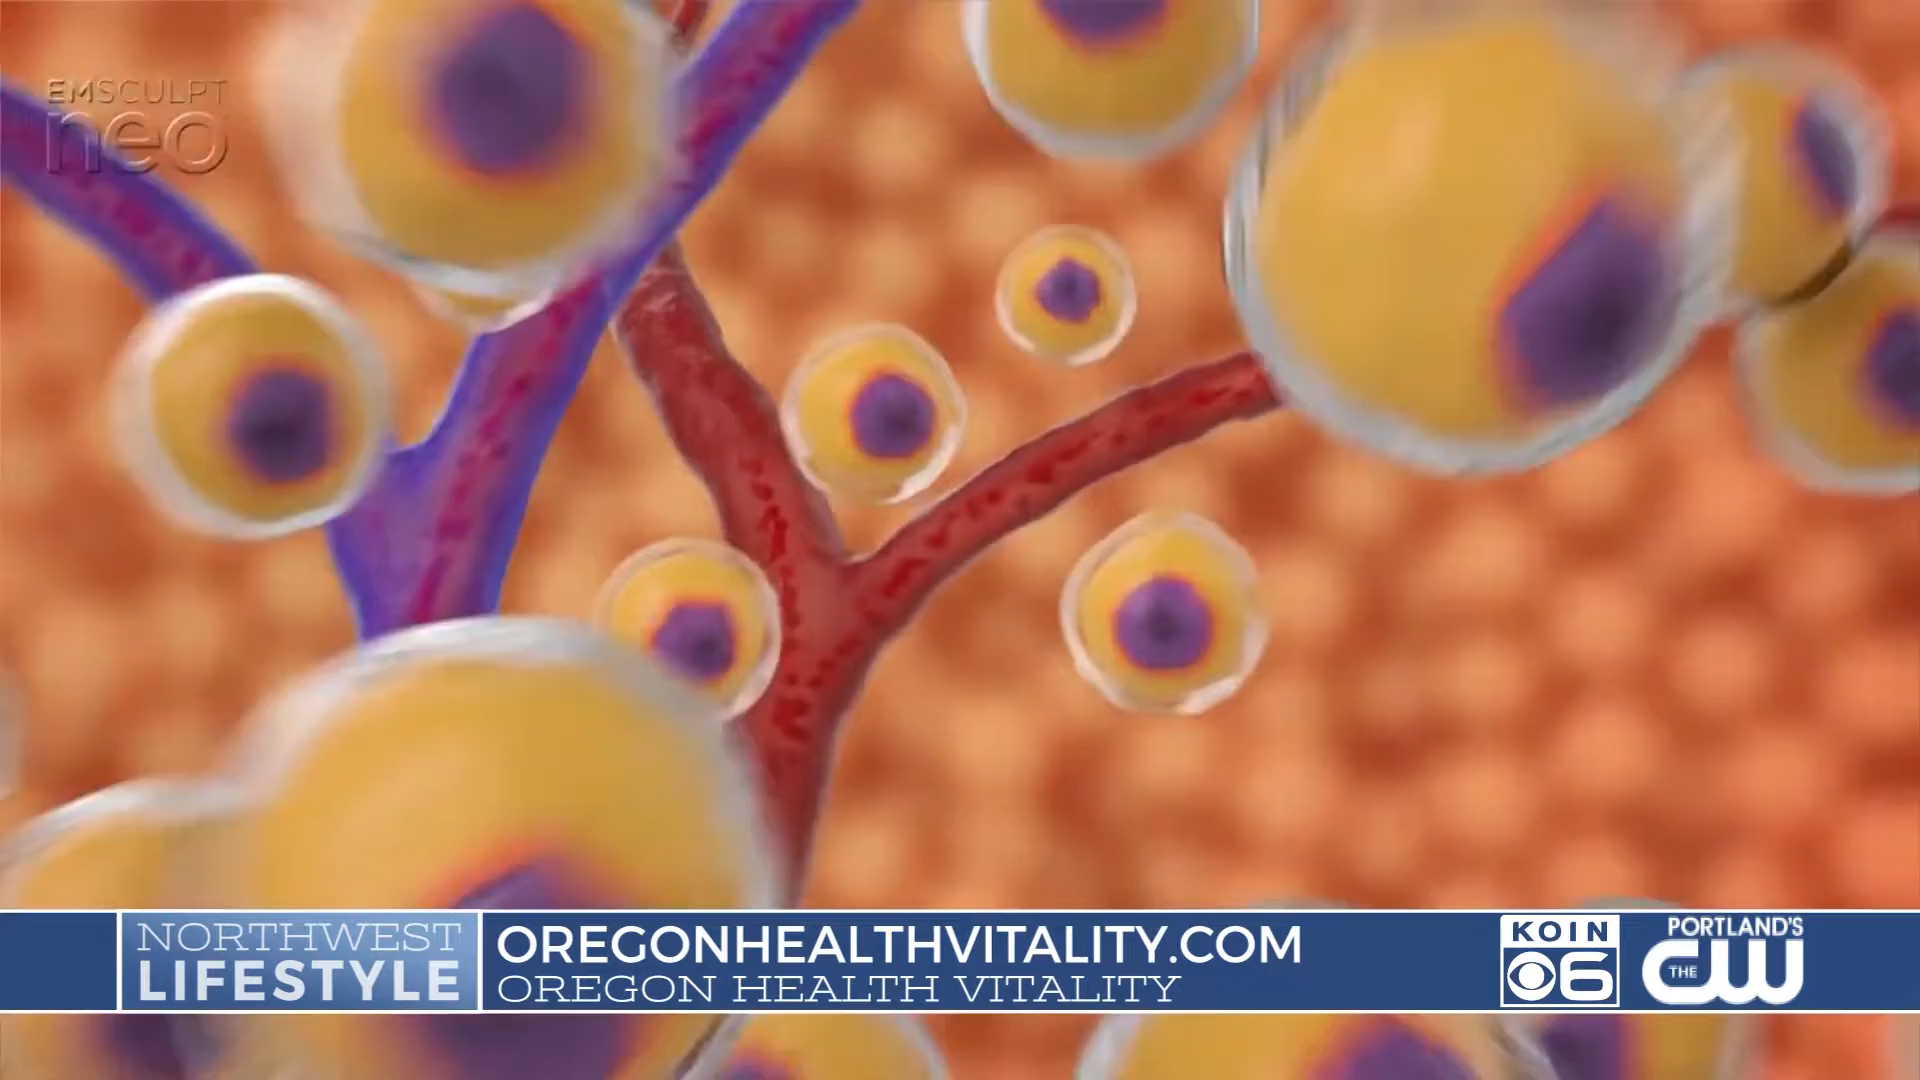 EMSCULPT
neo
NORTHWEST
LIFESTYLE
OREGONHEALTHVITALITY.COM
OREGON HEALTH VITALITY
KOIN
6
PORTLAND'S
THE CW